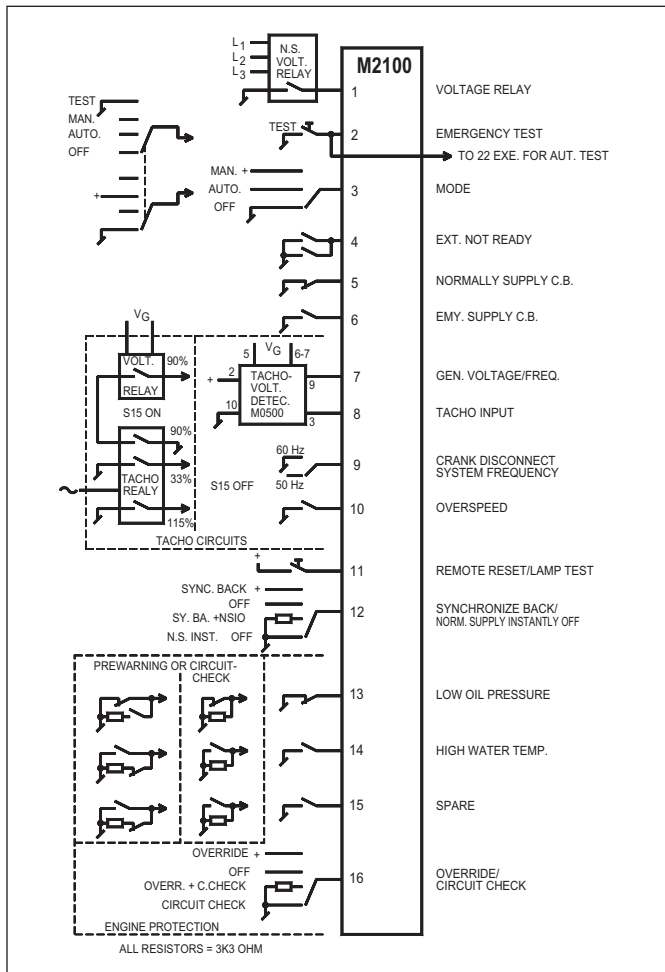 M2100
L1
L2
L3
N.S.
VOLT.
RELAY
1
VOLTAGE RELAY
TEST
MAN.
AUTO.
OFF
+
TEST
2
EMERGENCY TEST
TO 22 EXE. FOR AUT. TEST
MAN. +
AUTO.
OFF
3
MODE
4
EXT. NOT READY
5
NORMALLY SUPPLY C.B.
6
EMY. SUPPLY C.B.
VG
VOLT.
RELAY
90%
S15 ON
90%
TACHO
REALY
33%
115%
~
S15 OFF
TACHO CIRCUITS
VG
5
6-7
+
2
10
TACHO-
VOLT.
DETEC.
M0500
9
3
7
GEN. VOLTAGE/FREQ.
8
TACHO INPUT
60 Hz
50 Hz
9
CRANK DISCONNECT
SYSTEM FREQUENCY
10
OVERSPEED
+
11
REMOTE RESET/LAMP TEST
SYNC. BACK +
OFF
SY. BA. +NSIO
N.S. INST. OFF
12
SYNCHRONIZE BACK/
NORM. SUPPLY INSTANTLY OFF
PREWARNING OR CIRCUIT-
CHECK
13
LOW OIL PRESSURE
14
HIGH WATER TEMP.
15
SPARE
OVERRIDE +
OFF
OVERR. + C.CHECK
CIRCUIT CHECK
16
OVERRIDE/
CIRCUIT CHECK
ENGINE PROTECTION
ALL RESISTORS = 3K3 OHM